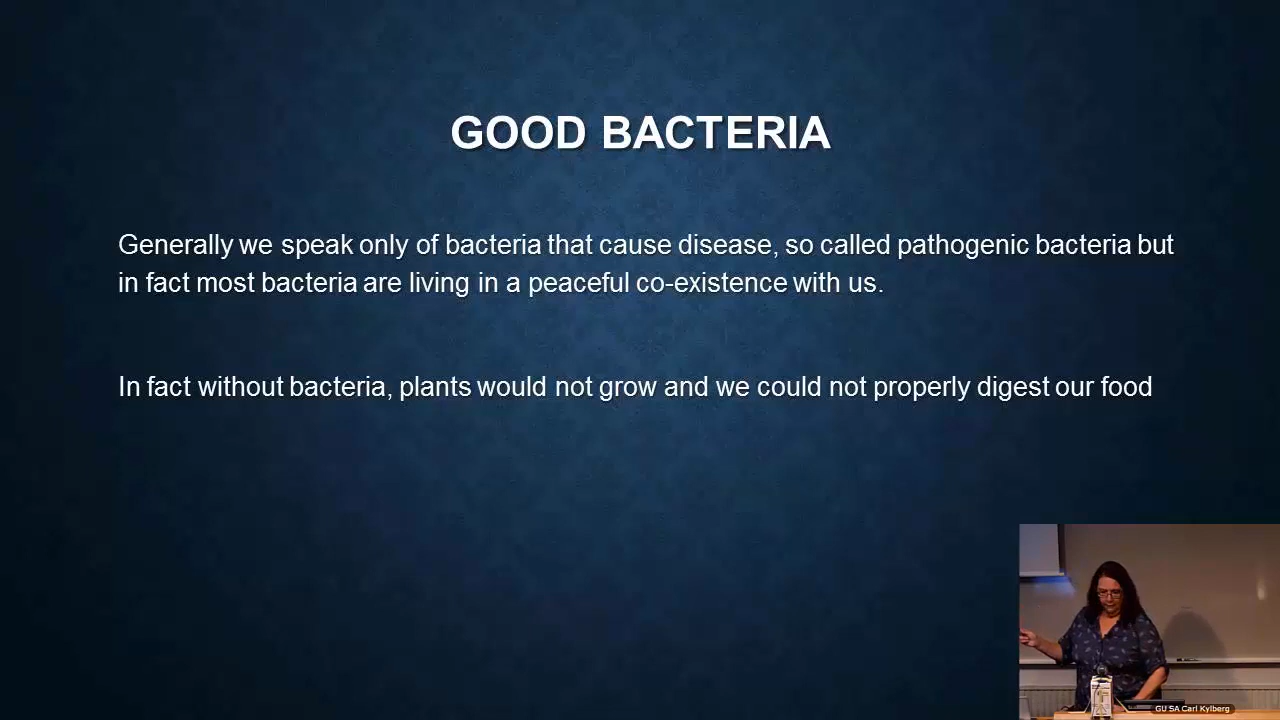 GOOD BACTERIA
Generally we speak only of bacteria that cause disease, so called pathogenic bacteria but
in fact most bacteria are living in a peaceful co-existence with us.
In fact without bacteria, plants would not grow and we could not properly digest our food
GU SA Carl Kylberg